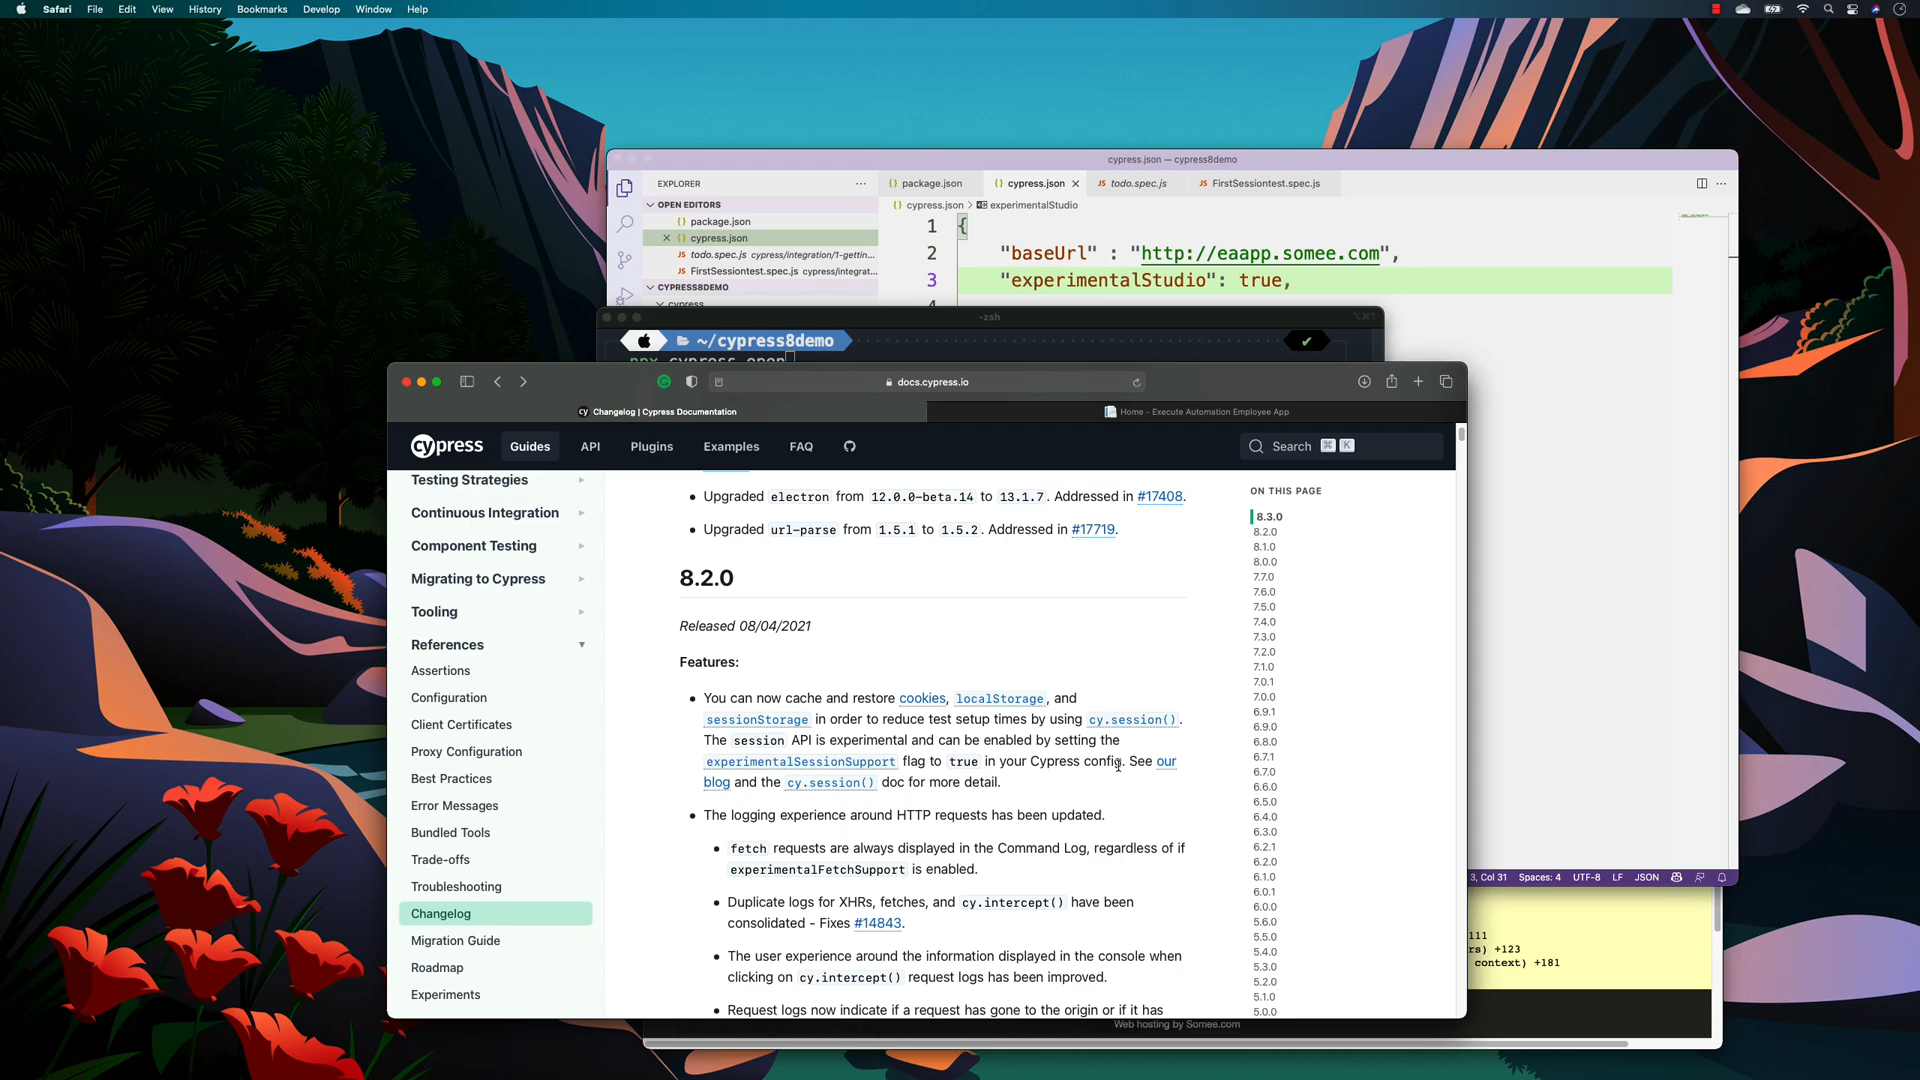 Safari File Edit View History Bookmarks Develop Window Help
cypress.json — cypress8demo
EXPLORER
package.json
cypress.json
todo.spec.js
FirstSessiontest.spec.js
OPEN EDITORS
cypress.json > experimentalStudio
package.json
cypress.json
todo.spec.js cypress/integration/1-gettin...
FirstSessiontest.spec.js cypress/integrat...
CYPRESS8DEMO
cypress
1 {
2 "baseUrl" : "http://eaapp.somee.com",
3 "experimentalStudio": true,
4
-zsh
⌥⌘1
~/cypress8demo
npx cypress open
docs.cypress.io
Changelog | Cypress Documentation
Home - Execute Automation Employee App
cypress
Guides
API
Plugins
Examples
FAQ
Search ⌘ K
Testing Strategies
Continuous Integration
Component Testing
Migrating to Cypress
Tooling
References
Assertions
Configuration
Client Certificates
Proxy Configuration
Best Practices
Error Messages
Bundled Tools
Trade-offs
Troubleshooting
Changelog
Migration Guide
Roadmap
Experiments
Upgraded electron from 12.0.0-beta.14 to 13.1.7. Addressed in #17408.
Upgraded url-parse from 1.5.1 to 1.5.2. Addressed in #17719.
8.2.0
Released 08/04/2021
Features:
You can now cache and restore cookies, localStorage, and
sessionStorage in order to reduce test setup times by using cy.session().
The session API is experimental and can be enabled by setting the
experimentalSessionSupport flag to true in your Cypress config. See our
blog and the cy.session() doc for more detail.
The logging experience around HTTP requests has been updated.
fetch requests are always displayed in the Command Log, regardless of if
experimentalFetchSupport is enabled.
Duplicate logs for XHRs, fetches, and cy.intercept() have been
consolidated - Fixes #14843.
The user experience around the information displayed in the console when
clicking on cy.intercept() request logs has been improved.
Request logs now indicate if a request has gone to the origin or if it has
ON THIS PAGE
8.3.0
8.2.0
8.1.0
8.0.0
7.7.0
7.6.0
7.5.0
7.4.0
7.3.0
7.2.0
7.1.0
7.0.1
7.0.0
6.9.1
6.9.0
6.8.0
6.7.1
6.7.0
6.6.0
6.5.0
6.4.0
6.3.0
6.2.1
6.2.0
6.1.0
6.0.1
6.0.0
5.6.0
5.5.0
5.4.0
5.3.0
5.2.0
5.1.0
5.0.0
3, Col 31 Spaces: 4 UTF-8 LF JSON
111
rs) +123
context) +181
Web hosting by Somee.com